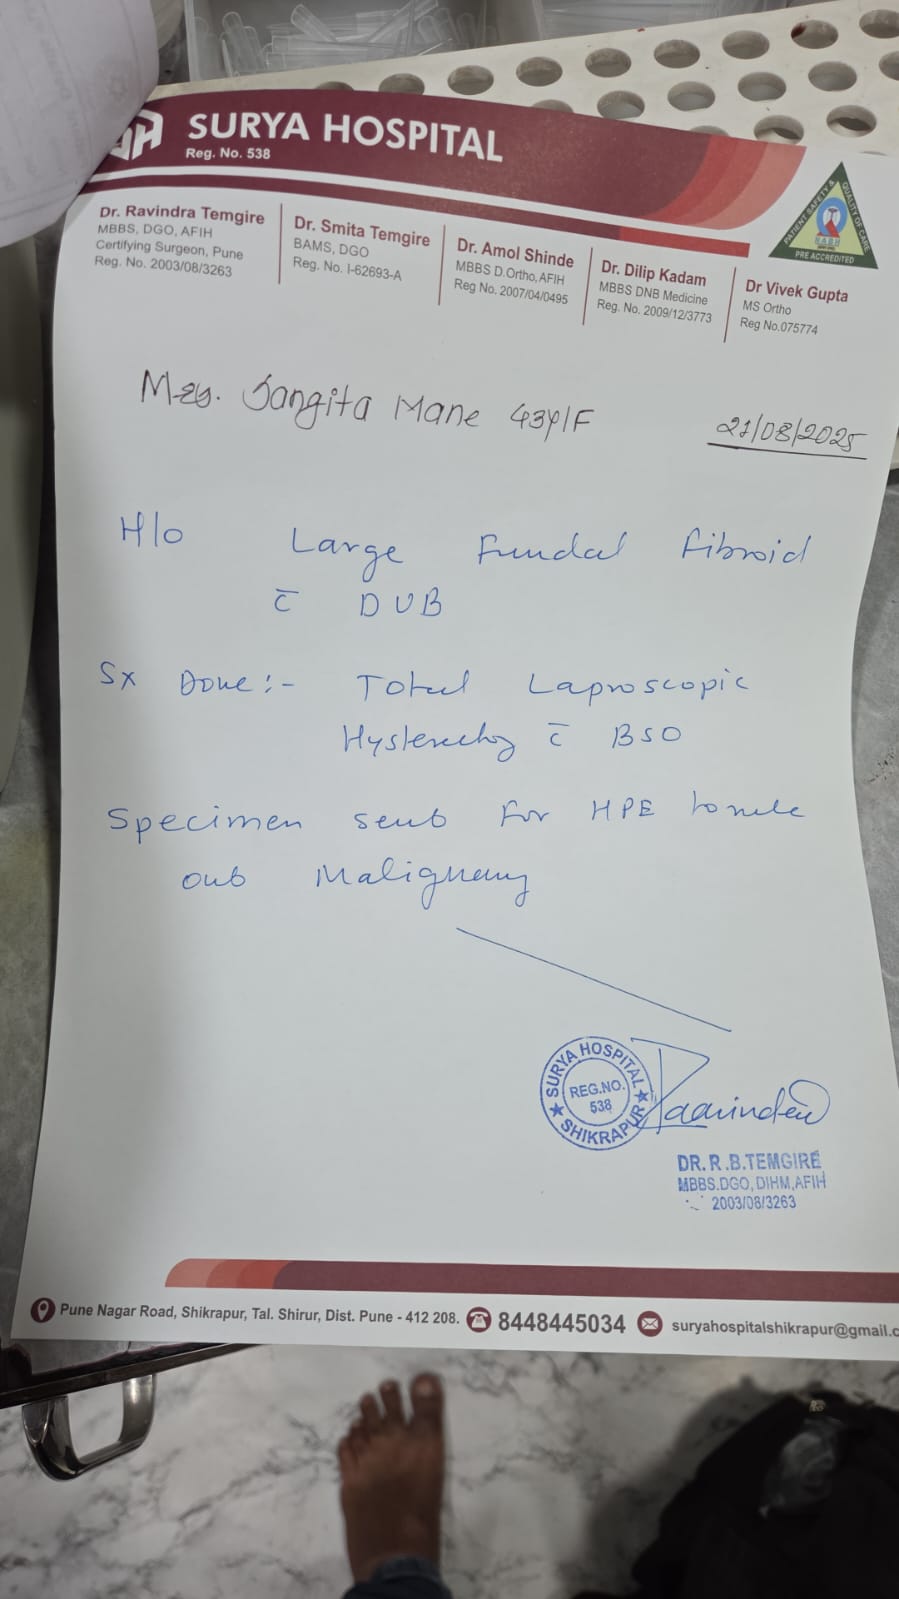 SURYA HOSPITAL
Reg. No. 538
PATIENT SAFETY & QUALITY OF CARE
PRE ACCREDITED
Dr. Ravindra Temgire
MBBS, DGO, AFIH
Certifying Surgeon, Pune
Reg. No. 2003/08/3263
Dr. Smita Temgire
BAMS, DGO
Reg. No. I-62693-A
Dr. Amol Shinde
MBBS D.Ortho, AFIH
Reg No. 2007/04/0495
Dr. Dilip Kadam
MBBS DNB Medicine
Reg. No. 2009/12/3773
Dr Vivek Gupta
MS Ortho
Reg No.075774
Mrs. Sangita Mane 43y/F
21/08/2025
H/o Large Fundal Fibroid
c̄ DUB
Sx Done:- Total Laproscopic
Hysterectomy c̄ BSO
Specimen sent For HPE to rule
out Malignancy
SURYA HOSPITAL
REG.NO.
538
SHIKRAPUR
DR. R.B.TEMGIRE
MBBS.DGO, DIHM,AFIH
2003/08/3263
Pune Nagar Road, Shikrapur, Tal. Shirur, Dist. Pune - 412 208. 8448445034 suryahospitalshikrapur@gmail.c